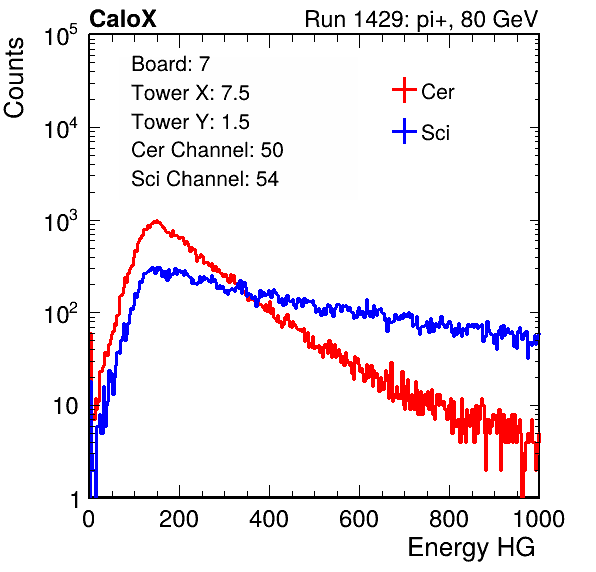 CaloX Run 1429: pi+, 80 GeV
Counts
Board: 7
Tower X: 7.5
Tower Y: 1.5
Cer Channel: 50
Sci Channel: 54
Cer
Sci
10^5
10^4
10^3
10^2
10
1
0 200 400 600 800 1000
Energy HG